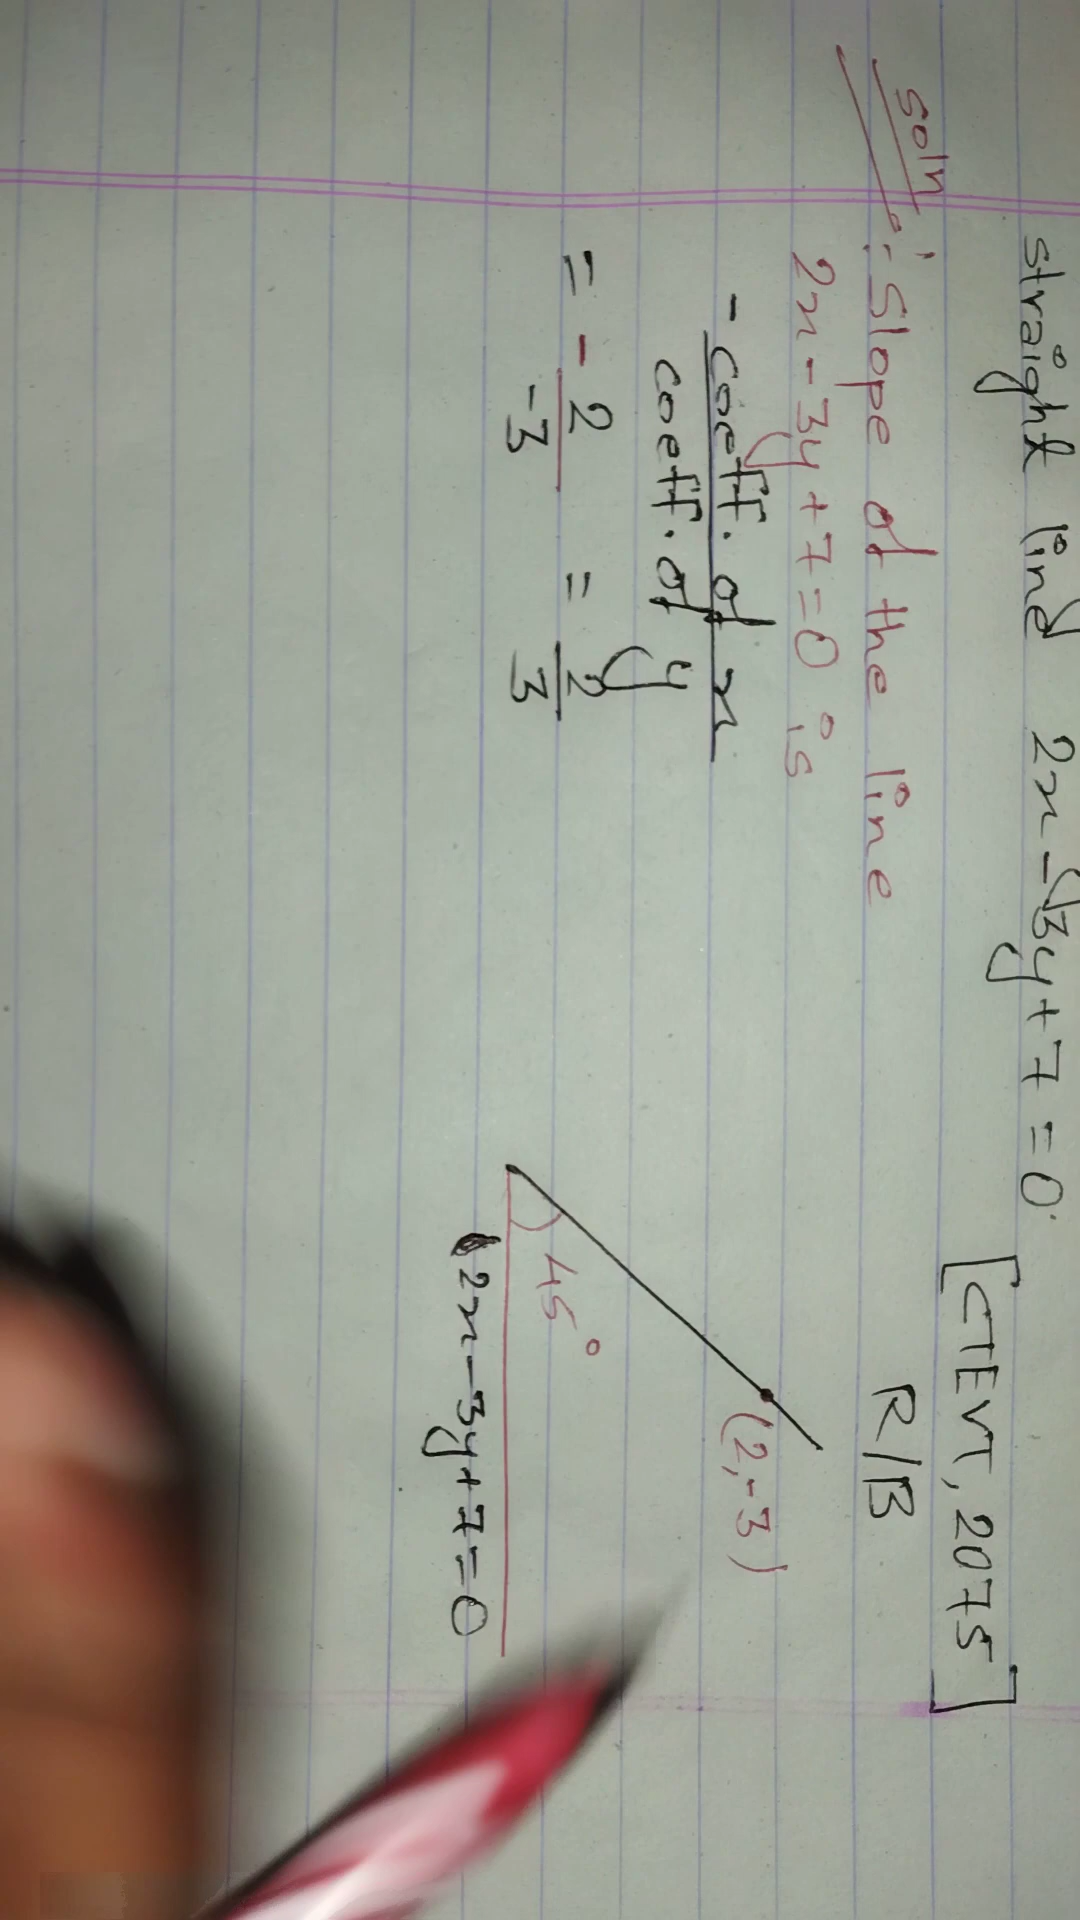 straight line 2x-3y+7=0.
[CTEVT, 2075]
R/B
soln: Slope of the line
2x-3y+7=0 is
- coeff. of x
coeff. of y
= - 2/-3 = 2/3
(2,-3)
45°
2x-3y+7=0